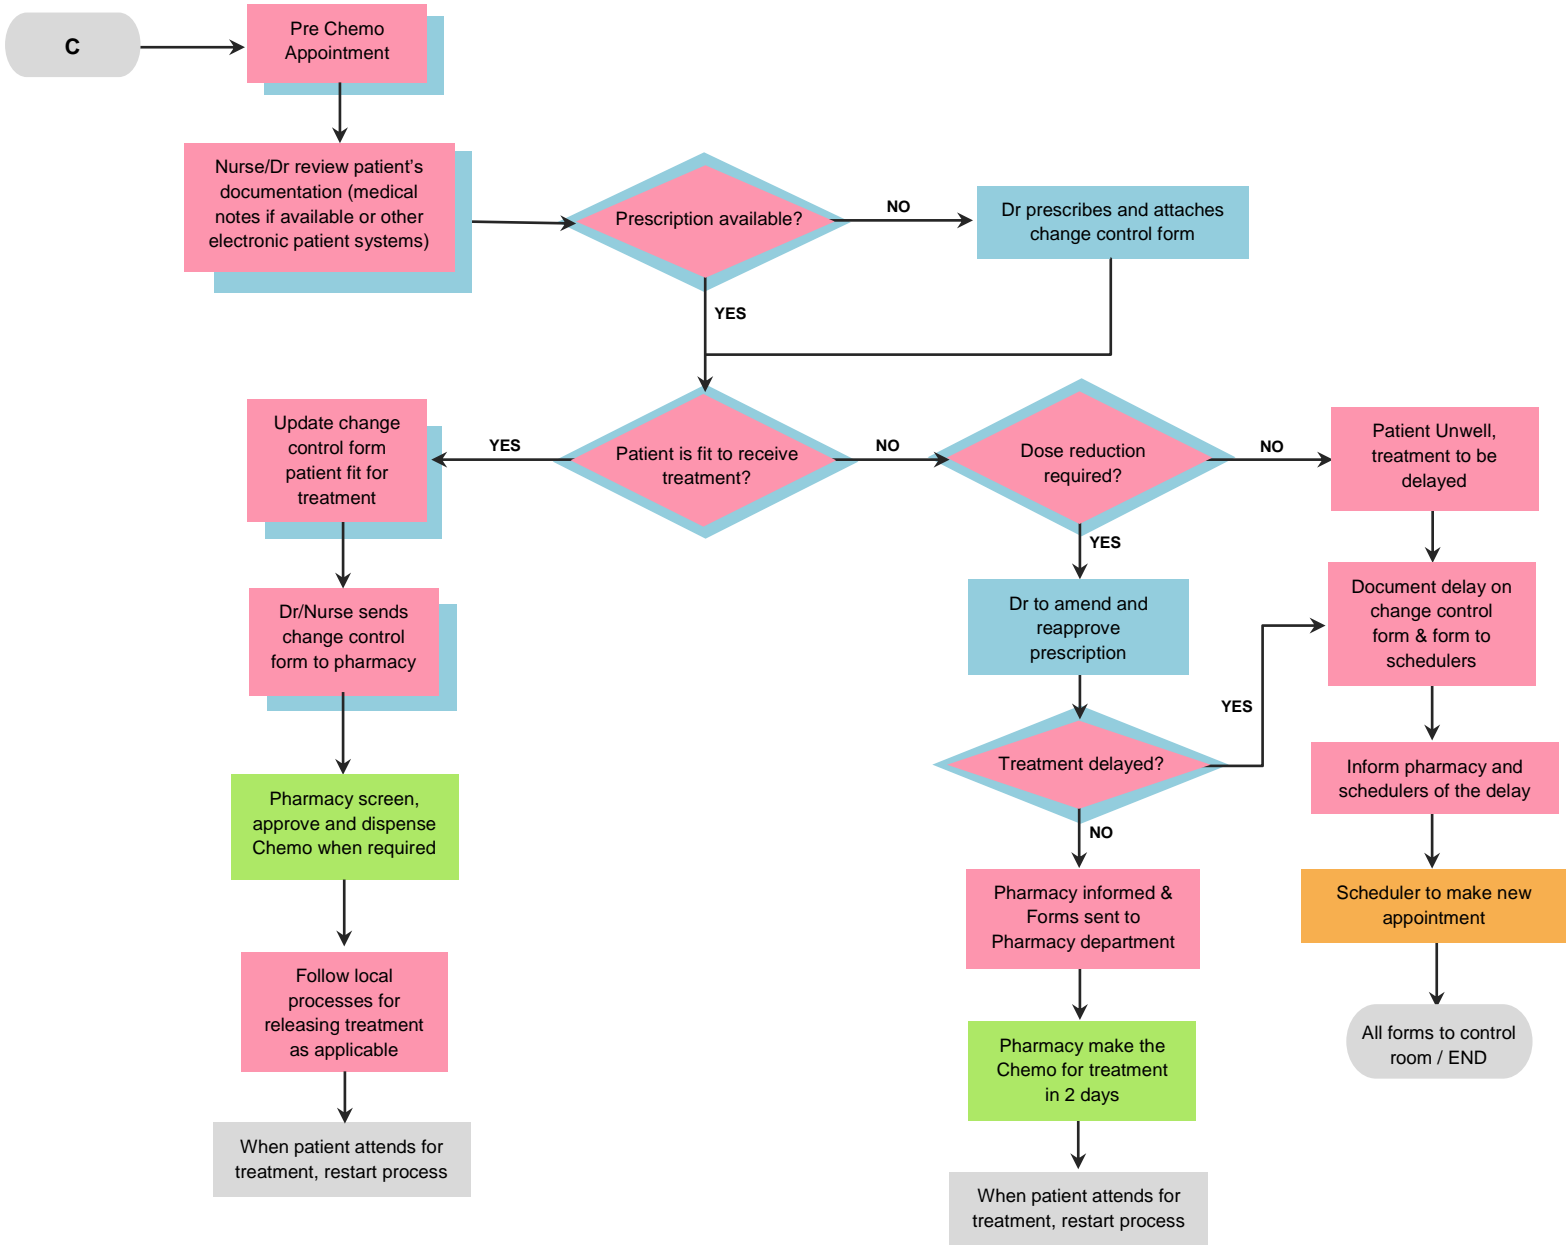 C
Pre Chemo
Appointment
Nurse/Dr review patient's
documentation (medical
notes if available or other
electronic patient systems)
Prescription available?
NO
Dr prescribes and attaches
change control form
YES
Update change
control form
patient fit for
treatment
YES
Patient is fit to receive
treatment?
NO
Dose reduction
required?
NO
Patient Unwell,
treatment to be
delayed
YES
Dr/Nurse sends
change control
form to pharmacy
Dr to amend and
reapprove
prescription
Document delay on
change control
form & form to
schedulers
YES
Treatment delayed?
Inform pharmacy and
schedulers of the delay
Pharmacy screen,
approve and dispense
Chemo when required
NO
Pharmacy informed &
Forms sent to
Pharmacy department
Scheduler to make new
appointment
Follow local
processes for
releasing treatment
as applicable
Pharmacy make the
Chemo for treatment
in 2 days
All forms to control
room / END
When patient attends for
treatment, restart process
When patient attends for
treatment, restart process